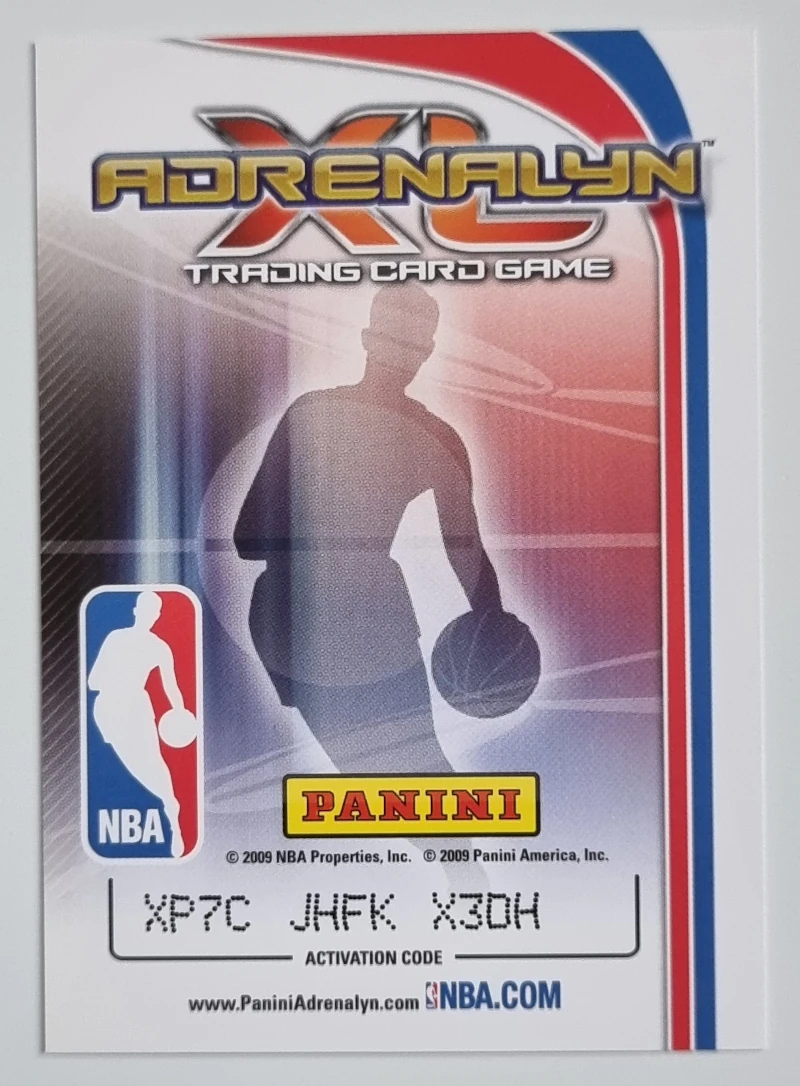 XL
ADRENALYN™
TRADING CARD GAME
NBA
PANINI
© 2009 NBA Properties, Inc. © 2009 Panini America, Inc.
XP7C JHFK X3DH
ACTIVATION CODE
www.PaniniAdrenalyn.com NBA.COM